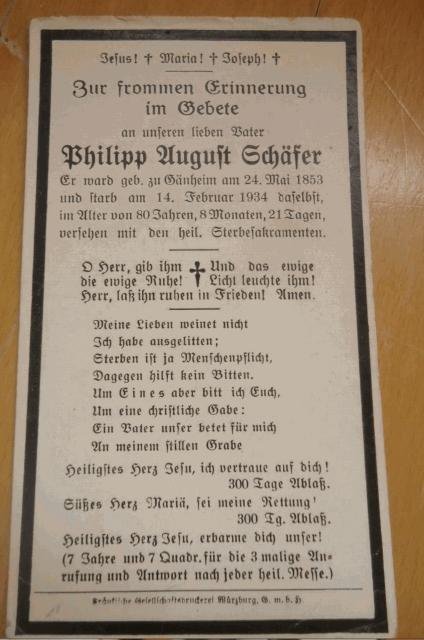 Jesus! † Maria! † Joseph! †
Zur frommen Erinnerung
im Gebete
an unseren lieben Vater
Philipp August Schäfer
Er ward geb. zu Gänheim am 24. Mai 1853
und starb am 14. Februar 1934 daselbst,
im Alter von 80 Jahren, 8 Monaten, 21 Tagen,
versehen mit den heil. Sterbesakramenten.
O Herr, gib ihm † Und das ewige
die ewige Ruhe! Licht leuchte ihm!
Herr, laß ihn ruhen in Frieden! Amen.
Meine Lieben weinet nicht
Ich habe ausgelitten;
Sterben ist ja Menschenpflicht,
Dagegen hilft kein Bitten.
Um Eines aber bitt ich Euch,
Um eine christliche Gabe:
Ein Vater unser betet für mich
An meinem stillen Grabe
Heiligstes Herz Jesu, ich vertraue auf dich!
300 Tage Ablaß.
Süßes Herz Mariä, sei meine Rettung!
300 Tg. Ablaß.
Heiligstes Herz Jesu, erbarme dich unser!
(7 Jahre und 7 Quadr. für die 3 malige An-
rufung und Antwort nach jeder heil. Messe.)
Fränkische Gesellschaftsdruckerei Würzburg, G. m. b. H.